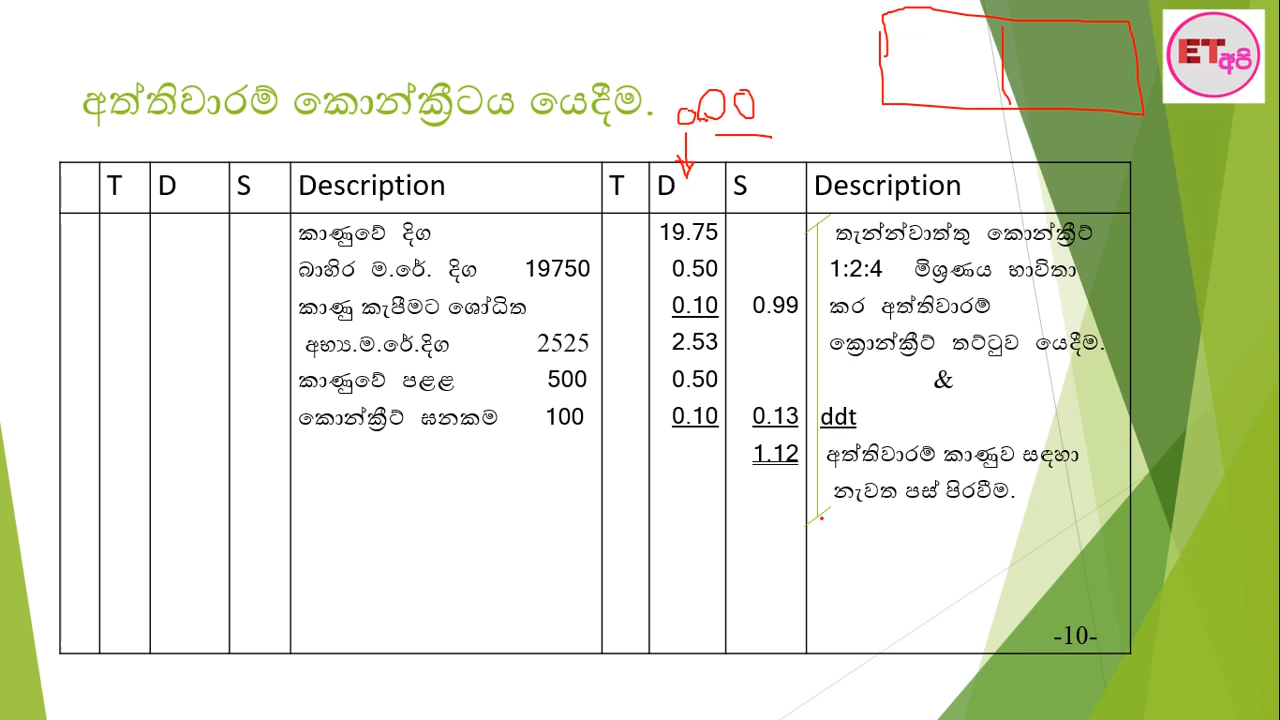 ET අපි
අත්තිවාරම් කොන්ක්‍රීටය යෙදීම.
T D S Description T D S Description
කාණුවේ දිග 19.75 තැන්න්වාත්තු කොන්ක්‍රීට්
බාහිර ම.රේ. දිග 19750 0.50 1:2:4 මිශ්‍රණය භාවිතා
කාණු කැපීමට ශෝධිත 0.10 0.99 කර අත්තිවාරම්
අභ්‍ය.ම.රේ.දිග 2525 2.53 ක්‍රොන්ක්‍රීට් තට්ටුව යෙදීම.
කාණුවේ පළළ 500 0.50 &
කොන්ක්‍රීට් ඝනකම 100 0.10 0.13 ddt
1.12 අත්තිවාරම් කාණුව සඳහා
නැවත පස් පිරවීම.
-10-